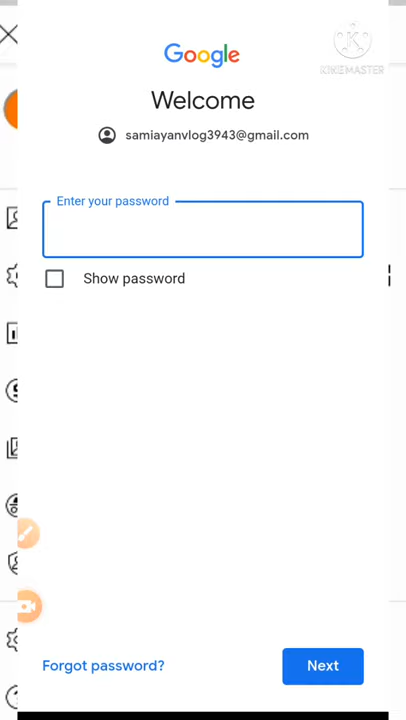 Google
KINEMASTER
Welcome
samiayanvlog3943@gmail.com
Enter your password
Show password
Forgot password?
Next